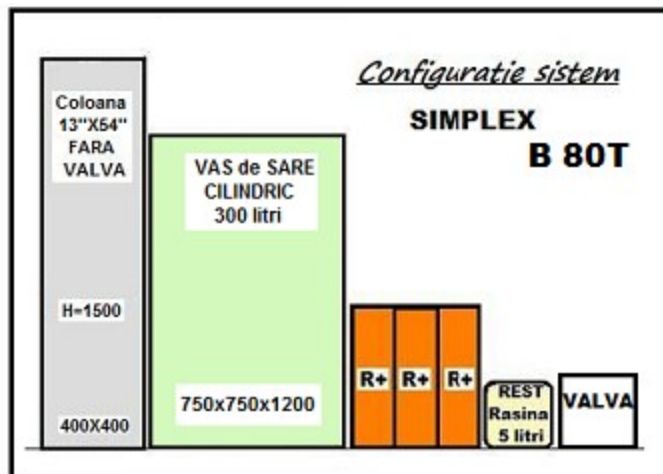 Configuratie sistem
SIMPLEX
B 80T
Coloana
13"X54"
FARA
VALVA
H=1500
400X400
VAS de SARE
CILINDRIC
300 litri
750x750x1200
R+ R+ R+
REST
Rasina
5 litri
VALVA